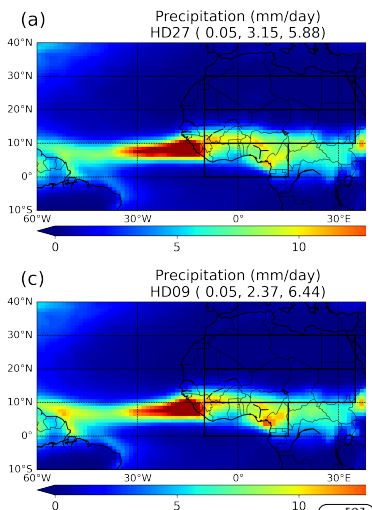 (a)
Precipitation (mm/day)
HD27 ( 0.05, 3.15, 5.88)
40°N
30°N
20°N
10°N
0°
10°S
60°W 30°W 0° 30°E
0 5 10
(c)
Precipitation (mm/day)
HD09 ( 0.05, 2.37, 6.44)
40°N
30°N
20°N
10°N
0°
10°S
60°W 30°W 0° 30°E
0 5 10